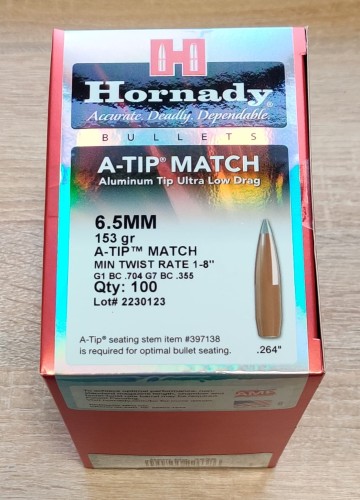 H
Hornady
Accurate. Deadly. Dependable.
BULLETS
A-TIP® MATCH
Aluminum Tip Ultra Low Drag
6.5MM
153 gr
A-TIP™ MATCH
MIN TWIST RATE 1-8"
G1 BC .704 G7 BC .355
Qty: 100
Lot# 2230123
A-Tip® seating stem item #397138
is required for optimal bullet seating.
.264"